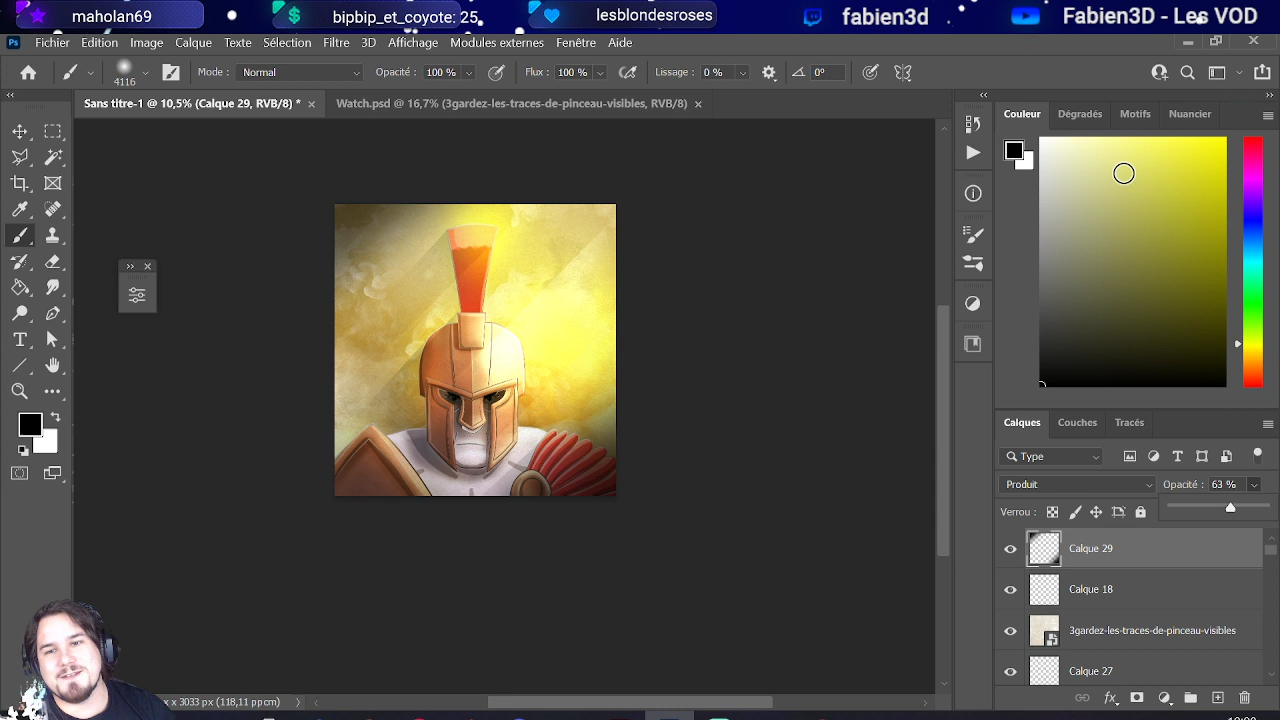 maholan69
bipbip_et_coyote: 25
lesblondesroses
fabien3d
Fabien3D - Les VOD
Ps
Fichier Edition Image Calque Texte Sélection Filtre 3D Affichage Modules externes Fenêtre Aide
4116 Mode : Normal Opacité : 100 % Flux : 100 % Lissage : 0 % 0°
Sans titre-1 @ 10,5% (Calque 29, RVB/8) * Watch.psd @ 16,7% (3gardez-les-traces-de-pinceau-visibles, RVB/8)
Couleur Dégradés Motifs Nuancier
Calques Couches Tracés
Type
Produit Opacité : 63 %
Verrou :
Calque 29
Calque 18
3gardez-les-traces-de-pinceau-visibles
Calque 27
fx
x 3033 px (118,11 ppcm)